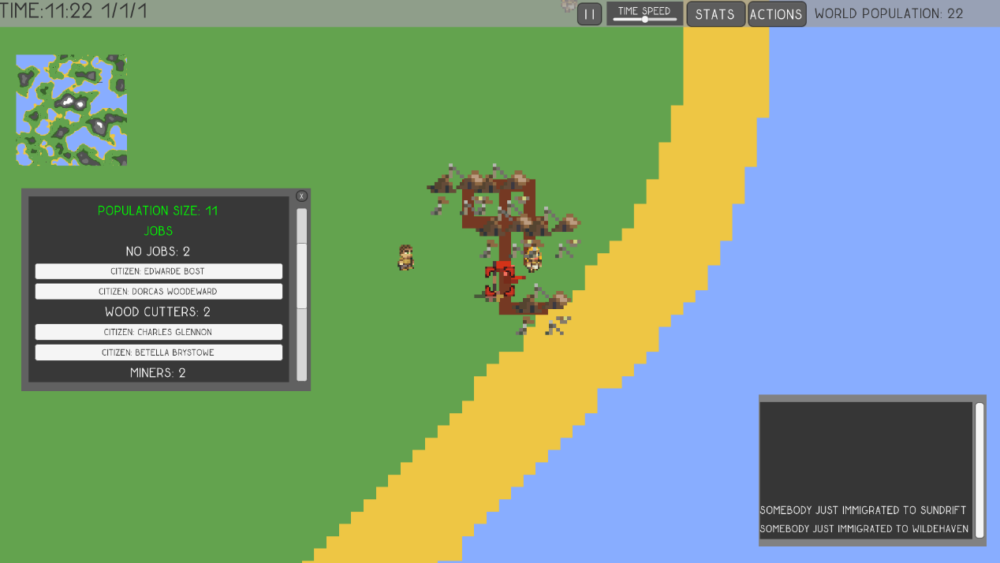 TIME:11:22 1/1/1
II
TIME SPEED
STATS
ACTIONS
WORLD POPULATION: 22
X
POPULATION SIZE: 11
JOBS
NO JOBS: 2
CITIZEN: EDWARDE BOST
CITIZEN: DORCAS WOODEWARD
WOOD CUTTERS: 2
CITIZEN: CHARLES GLENNON
CITIZEN: BETELLA BRYSTOWE
MINERS: 2
SOMEBODY JUST IMMIGRATED TO SUNDRIFT
SOMEBODY JUST IMMIGRATED TO WILDEHAVEN